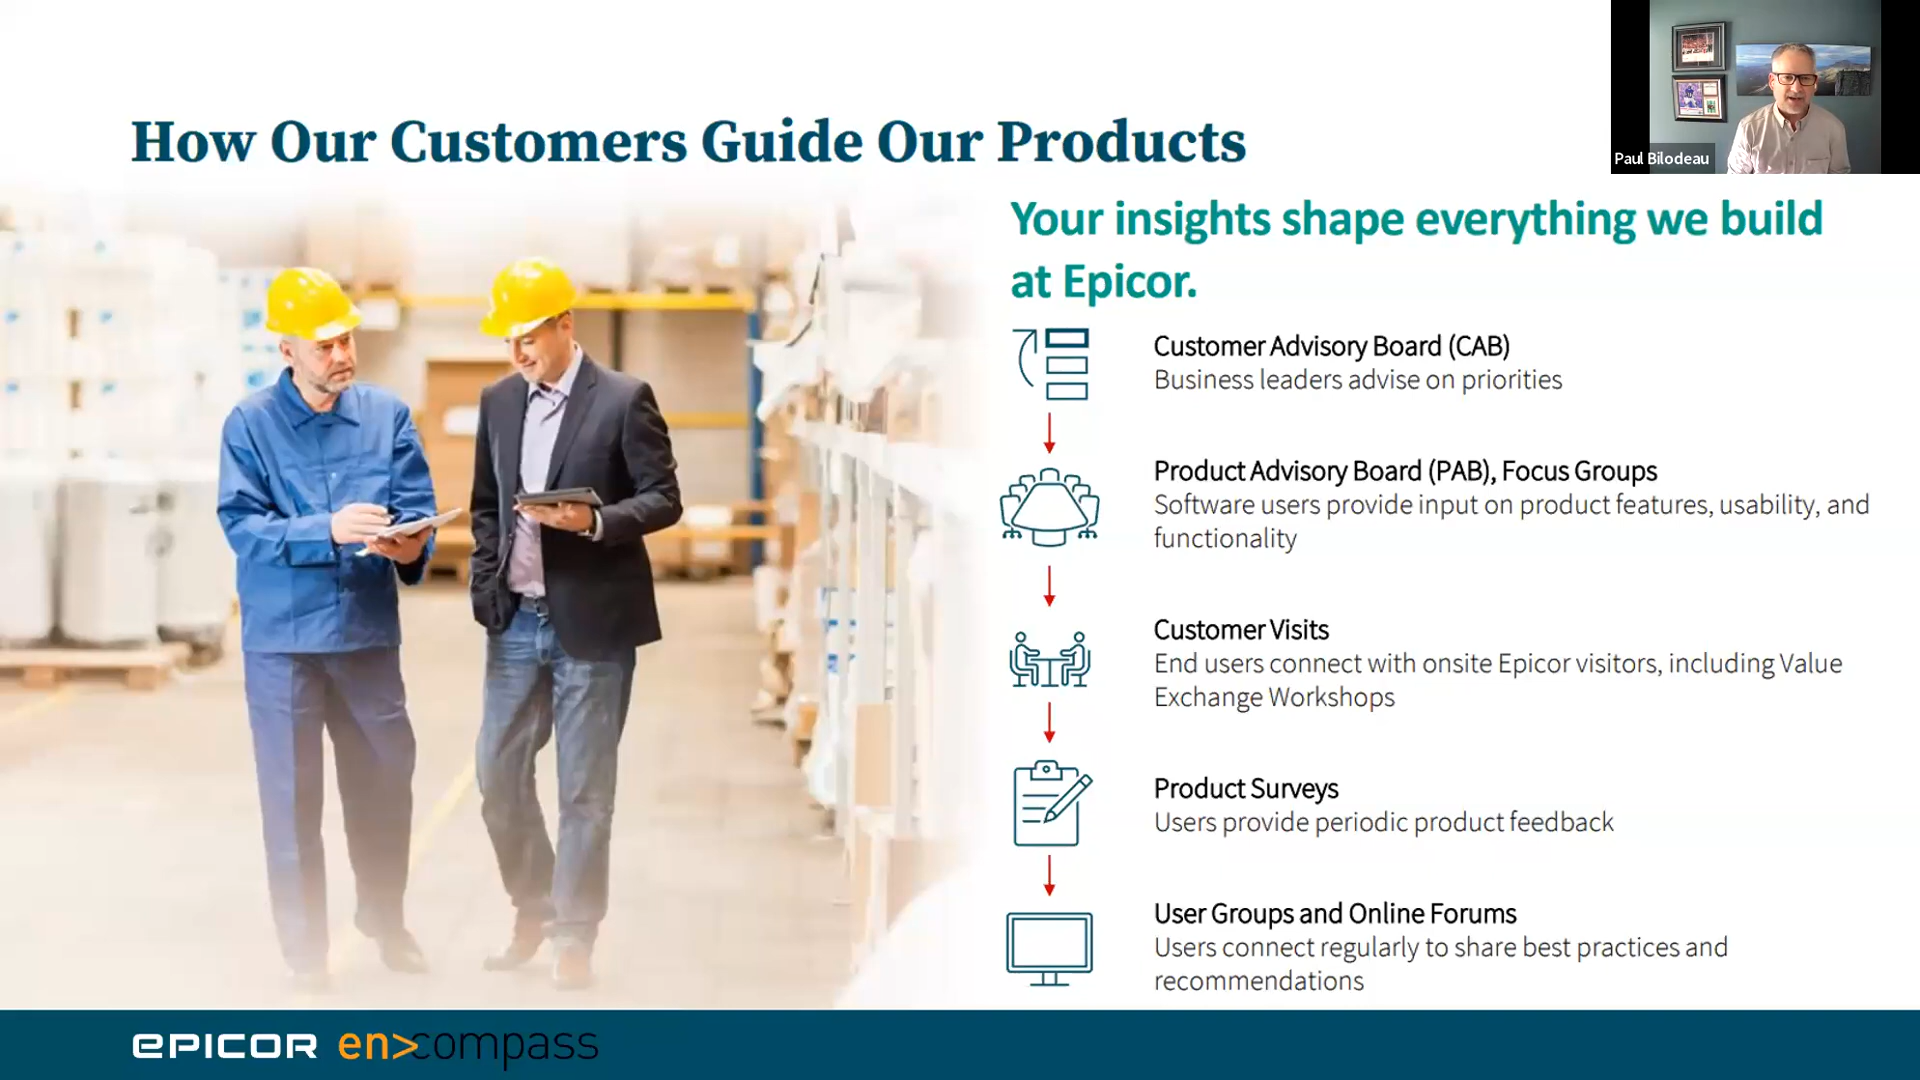 Paul Bilodeau
How Our Customers Guide Our Products
Your insights shape everything we build
at Epicor.
Customer Advisory Board (CAB)
Business leaders advise on priorities
Product Advisory Board (PAB), Focus Groups
Software users provide input on product features, usability, and
functionality
Customer Visits
End users connect with onsite Epicor visitors, including Value
Exchange Workshops
Product Surveys
Users provide periodic product feedback
User Groups and Online Forums
Users connect regularly to share best practices and
recommendations
EPICOR en>compass